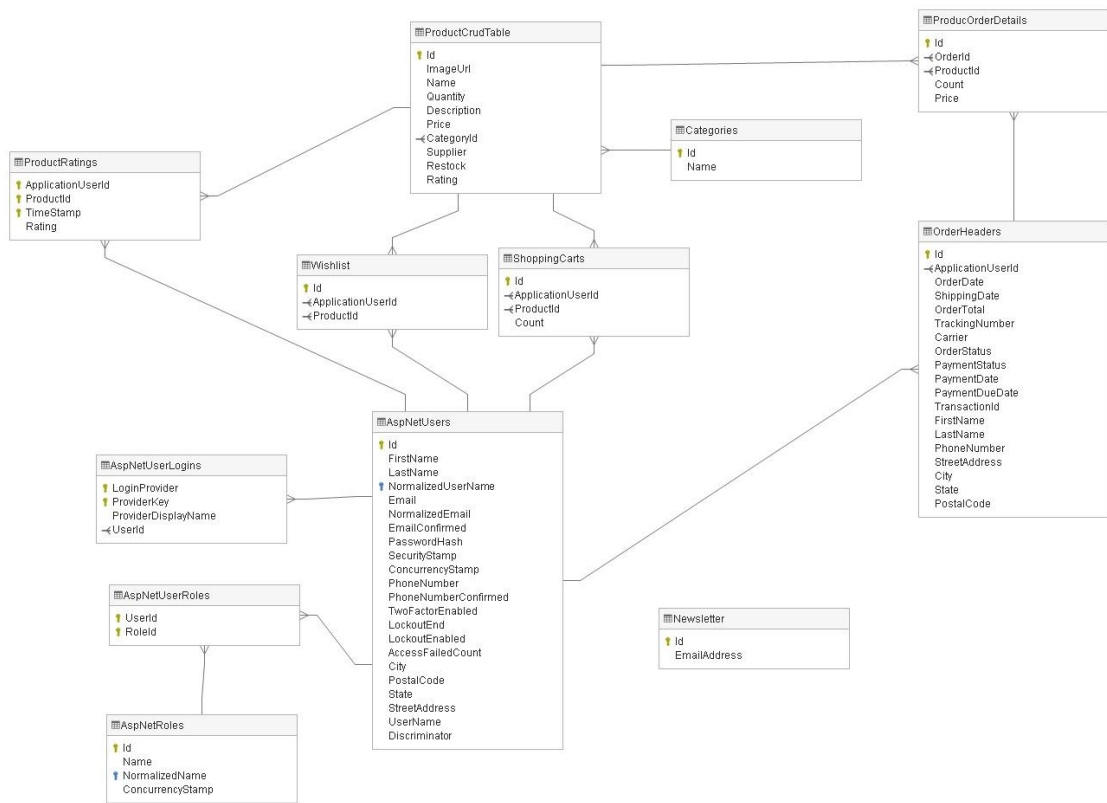 ProductCrudTable
Id
ImageUrl
Name
Quantity
Description
Price
CategoryId
Supplier
Restock
Rating
ProducOrderDetails
Id
OrderId
ProductId
Count
Price
Categories
Id
Name
ProductRatings
ApplicationUserId
ProductId
TimeStamp
Rating
Wishlist
Id
ApplicationUserId
ProductId
ShoppingCarts
Id
ApplicationUserId
ProductId
Count
OrderHeaders
Id
ApplicationUserId
OrderDate
ShippingDate
OrderTotal
TrackingNumber
Carrier
OrderStatus
PaymentStatus
PaymentDate
PaymentDueDate
TransactionId
FirstName
LastName
PhoneNumber
StreetAddress
City
State
PostalCode
AspNetUsers
Id
FirstName
LastName
NormalizedUserName
Email
NormalizedEmail
EmailConfirmed
PasswordHash
SecurityStamp
ConcurrencyStamp
PhoneNumber
PhoneNumberConfirmed
TwoFactorEnabled
LockoutEnd
LockoutEnabled
AccessFailedCount
City
PostalCode
State
StreetAddress
UserName
Discriminator
AspNetUserLogins
LoginProvider
ProviderKey
ProviderDisplayName
UserId
AspNetUserRoles
UserId
RoleId
Newsletter
Id
EmailAddress
AspNetRoles
Id
Name
NormalizedName
ConcurrencyStamp